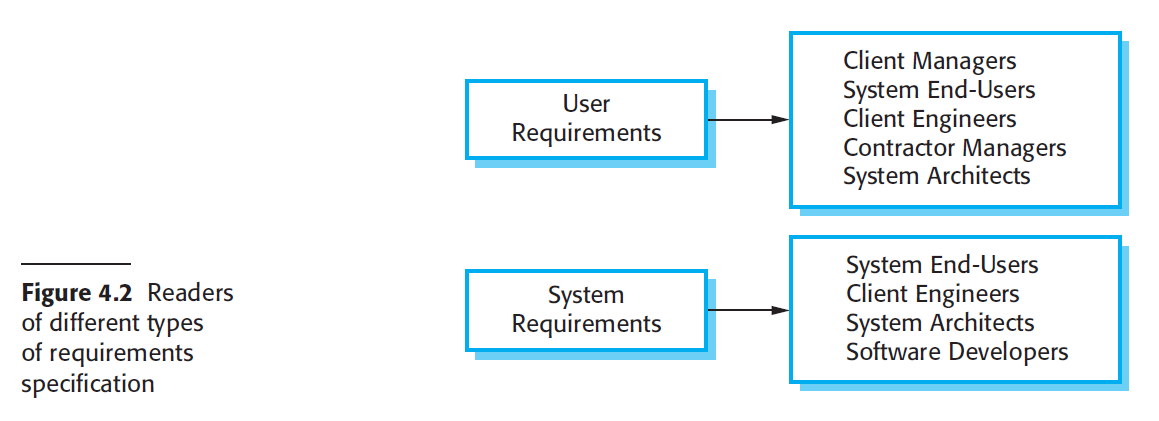 User
Requirements
Client Managers
System End-Users
Client Engineers
Contractor Managers
System Architects
System
Requirements
System End-Users
Client Engineers
System Architects
Software Developers
Figure 4.2 Readers
of different types
of requirements
specification